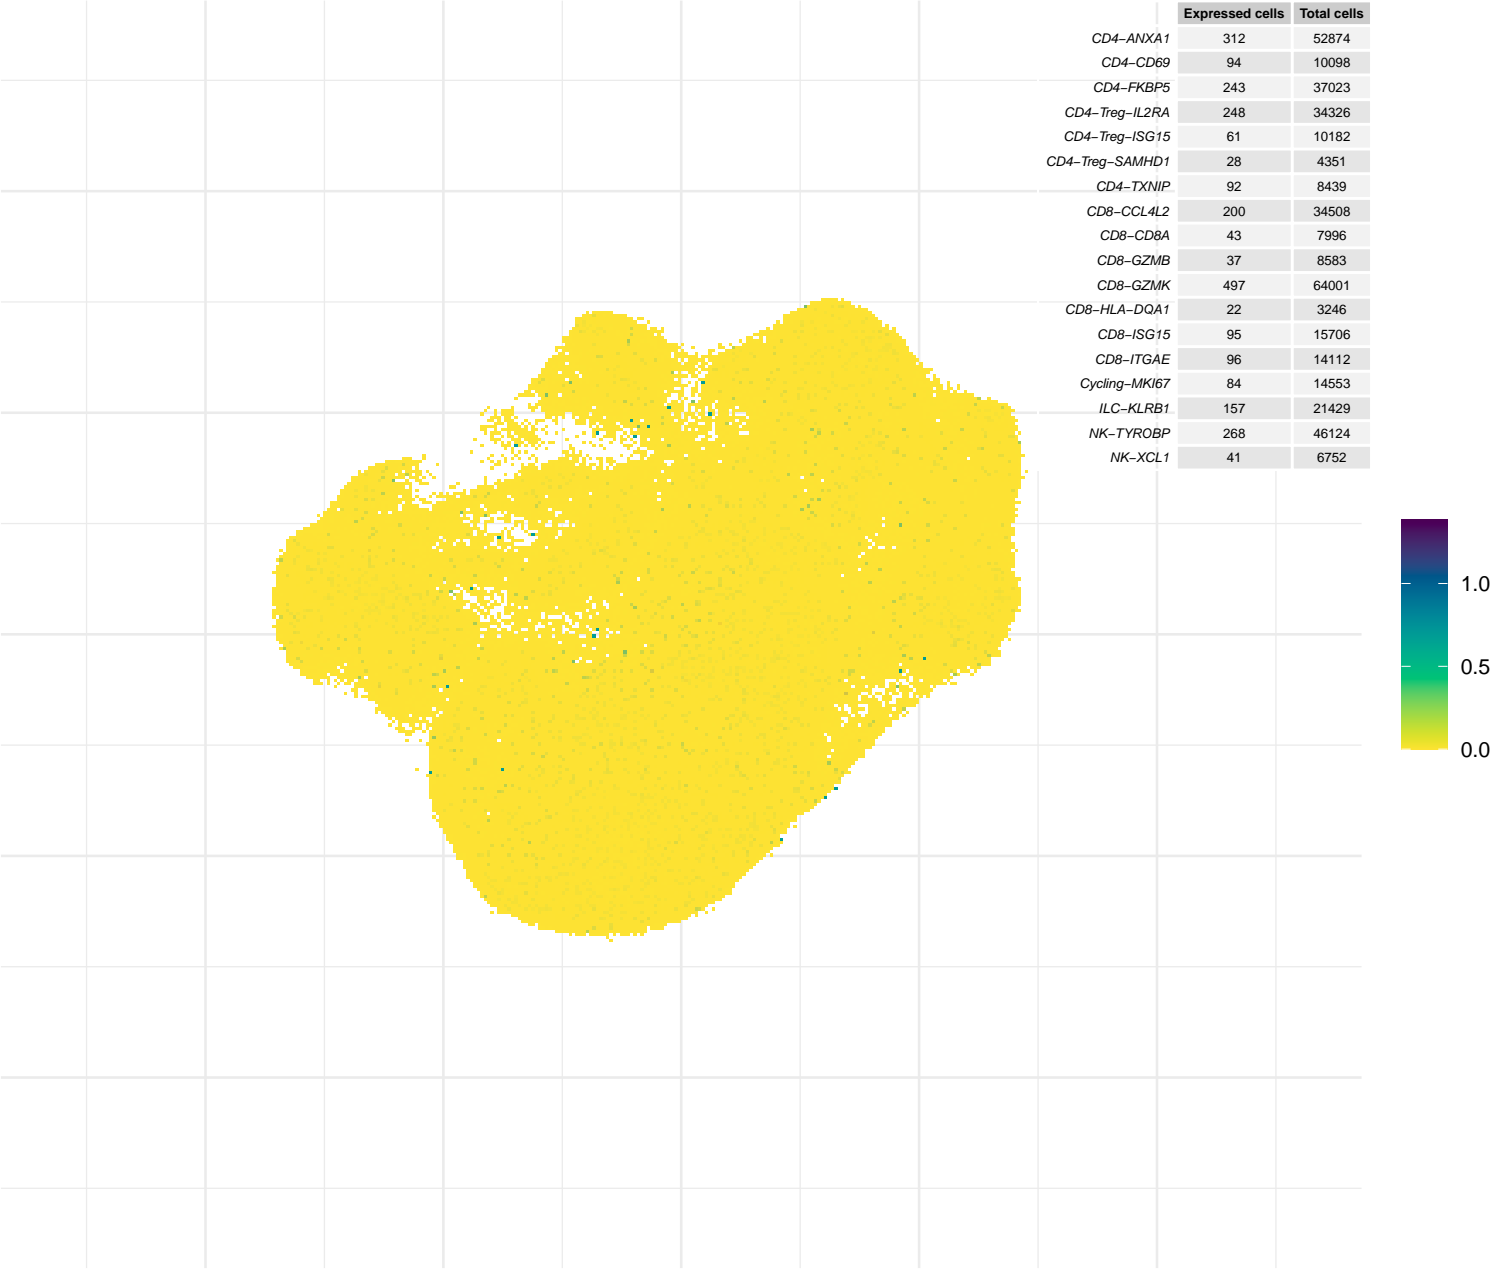 Expressed cells Total cells
CD4−ANXA1 312 52874
CD4−CD69 94 10098
CD4−FKBP5 243 37023
CD4−Treg−IL2RA 248 34326
CD4−Treg−ISG15 61 10182
CD4−Treg−SAMHD1 28 4351
CD4−TXNIP 92 8439
CD8−CCL4L2 200 34508
CD8−CD8A 43 7996
CD8−GZMB 37 8583
CD8−GZMK 497 64001
CD8−HLA−DQA1 22 3246
CD8−ISG15 95 15706
CD8−ITGAE 96 14112
Cycling−MKI67 84 14553
ILC−KLRB1 157 21429
NK−TYROBP 268 46124
NK−XCL1 41 6752
1.0
0.5
0.0